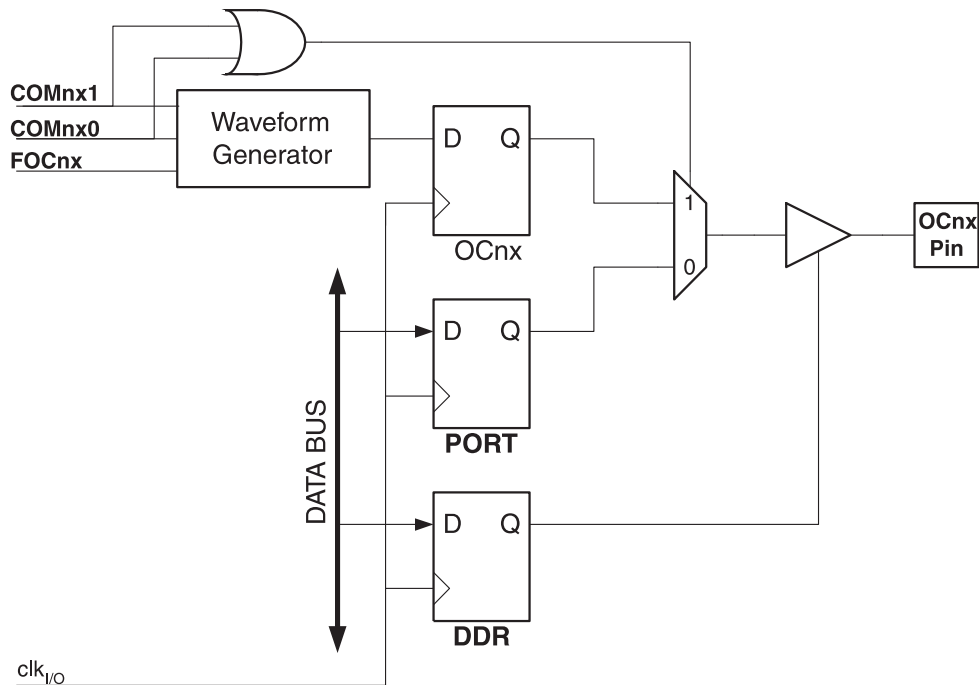 COMnx1
COMnx0
FOCnx
Waveform
Generator
D Q
OCnx
1
0
OCnx
Pin
DATA BUS
D Q
PORT
D Q
DDR
clkI/O